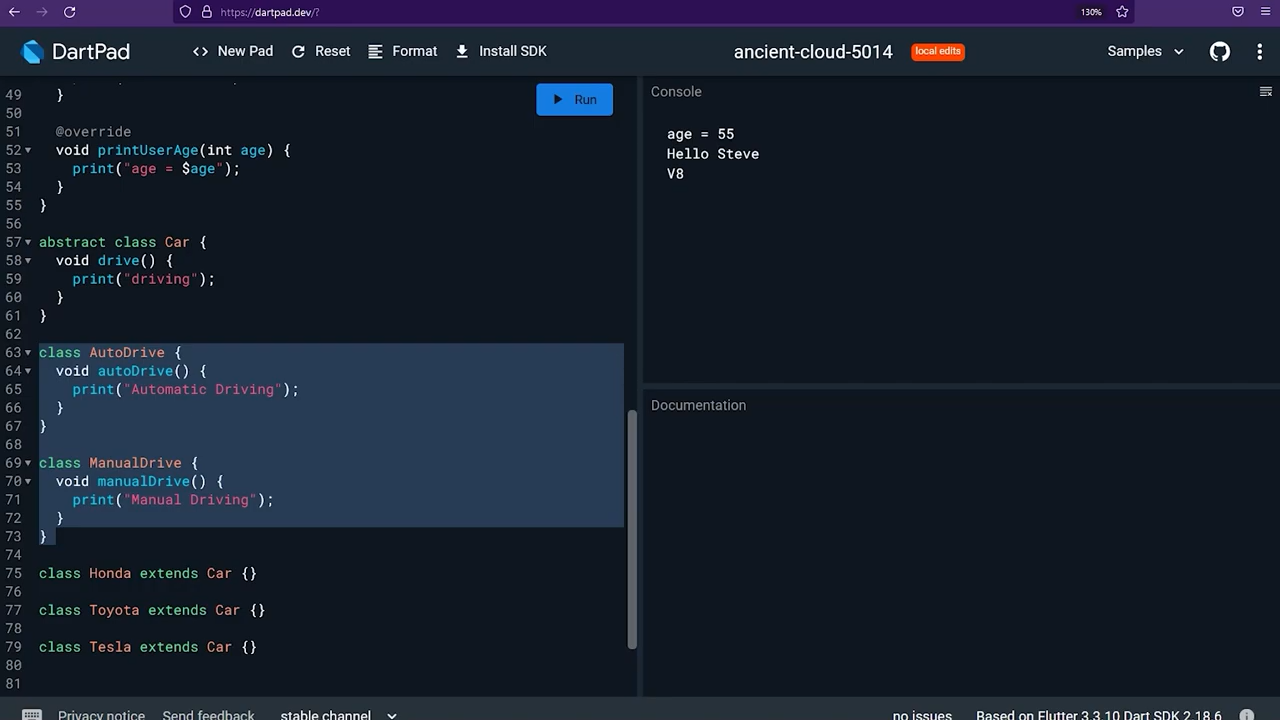 https://dartpad.dev/?
130%
DartPad
New Pad
Reset
Format
Install SDK
ancient-cloud-5014
local edits
Samples
49 }
50
51 @override
52 void printUserAge(int age) {
53 print("age = $age");
54 }
55 }
56
57 abstract class Car {
58 void drive() {
59 print("driving");
60 }
61 }
62
63 class AutoDrive {
64 void autoDrive() {
65 print("Automatic Driving");
66 }
67 }
68
69 class ManualDrive {
70 void manualDrive() {
71 print("Manual Driving");
72 }
73 }
74
75 class Honda extends Car {}
76
77 class Toyota extends Car {}
78
79 class Tesla extends Car {}
80
81
Run
Console
age = 55
Hello Steve
V8
Documentation
Privacy notice
Send feedback
stable channel
no issues
Based on Flutter 3.3.10 Dart SDK 2.18.6